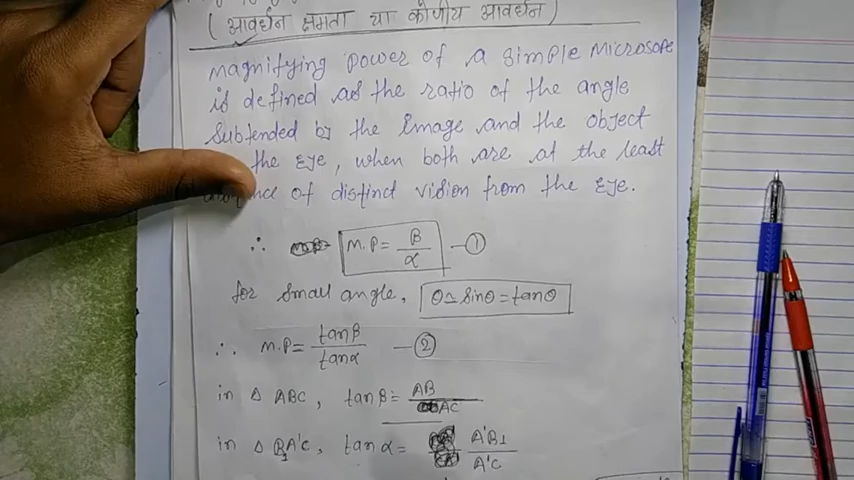 ( आवर्धन क्षमता या कोणीय आवर्धन )
Magnifying power of a simple Microsope
is defined as the ratio of the angle
subtended by the image and the object
the Eye, when both are at the least
of distinct vision from the Eye.
∴ M.P = β/α —①
for small angle, θ≃sinθ=tanθ
∴ M.P = tanβ/tanα —②
in △ ABC, tanβ = AB/AC
in △ B₁A'C, tanα = A'B₁/A'C